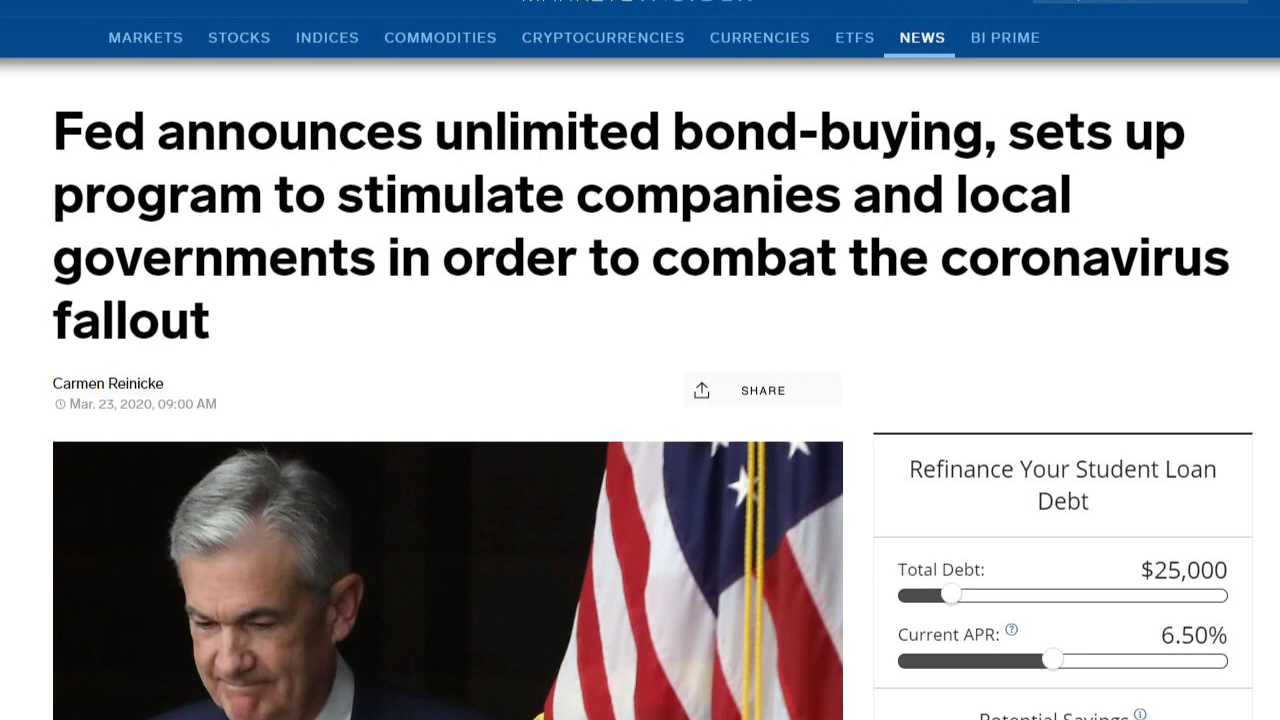 MARKETS STOCKS INDICES COMMODITIES CRYPTOCURRENCIES CURRENCIES ETFS NEWS BI PRIME
Fed announces unlimited bond-buying, sets up
program to stimulate companies and local
governments in order to combat the coronavirus
fallout
Carmen Reinicke
Mar. 23, 2020, 09:00 AM
SHARE
Refinance Your Student Loan
Debt
Total Debt: $25,000
Current APR: 6.50%
Potential Savings